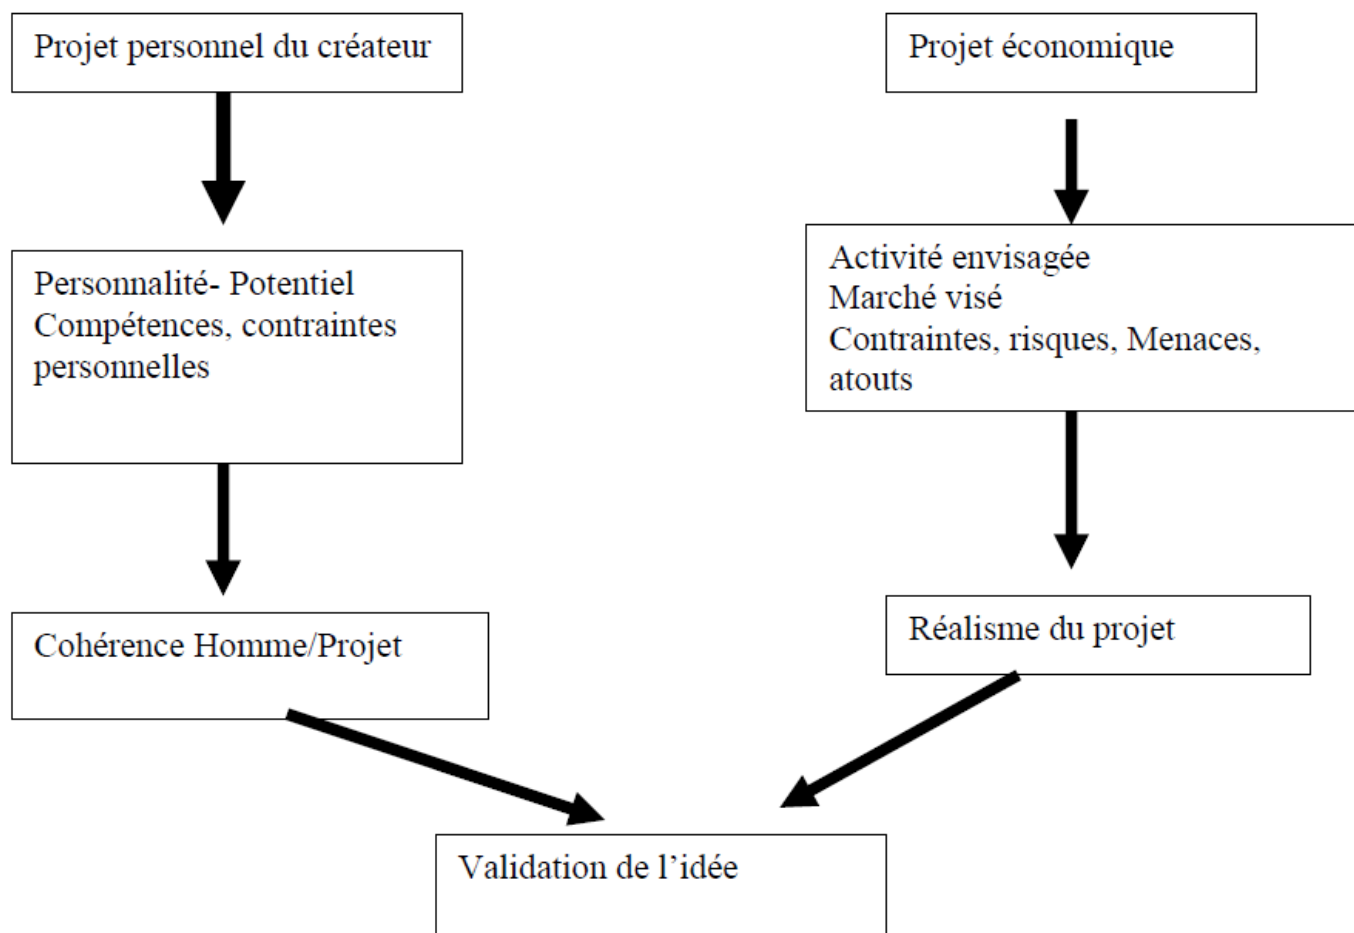 Projet personnel du créateur
Projet économique
Personnalité- Potentiel
Compétences, contraintes
personnelles
Activité envisagée
Marché visé
Contraintes, risques, Menaces,
atouts
Cohérence Homme/Projet
Réalisme du projet
Validation de l’idée